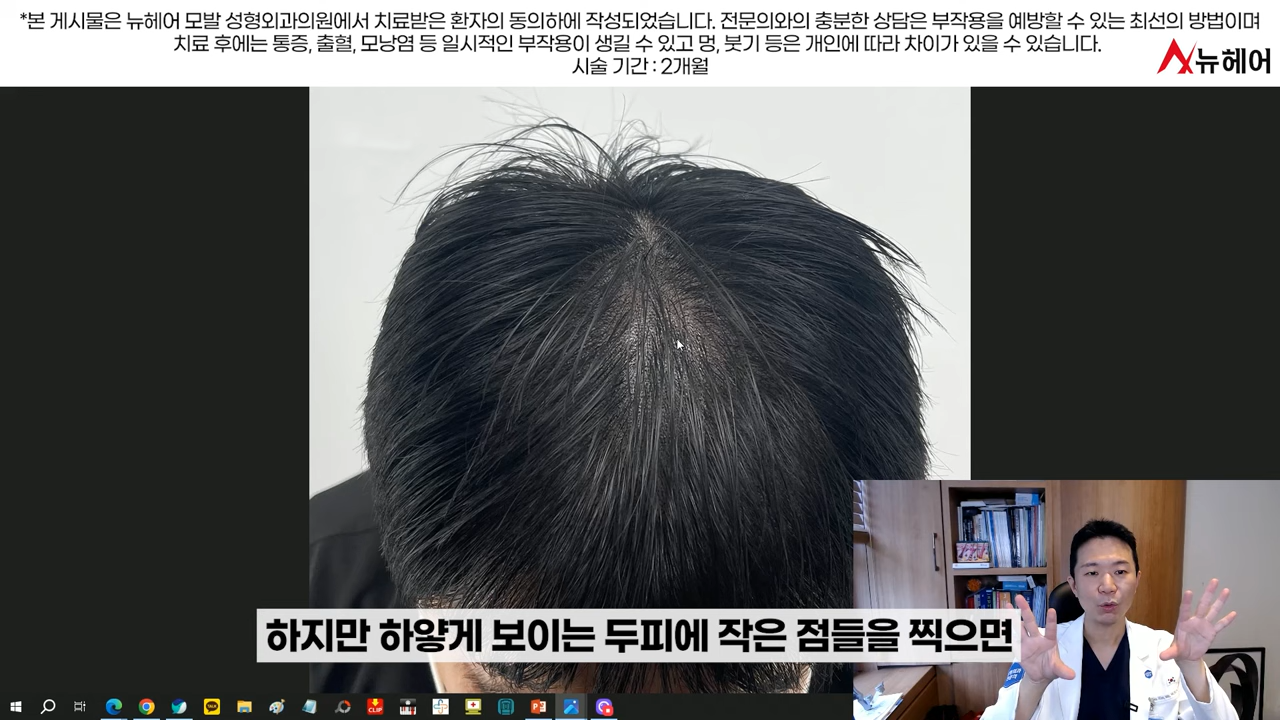 *본 게시물은 뉴헤어 모발 성형외과의원에서 치료받은 환자의 동의하에 작성되었습니다. 전문의와의 충분한 상담은 부작용을 예방할 수 있는 최선의 방법이며
치료 후에는 통증, 출혈, 모낭염 등 일시적인 부작용이 생길 수 있고 멍, 붓기 등은 개인에 따라 차이가 있을 수 있습니다.
시술 기간 : 2개월
뉴헤어
하지만 하얗게 보이는 두피에 작은 점들을 찍으면